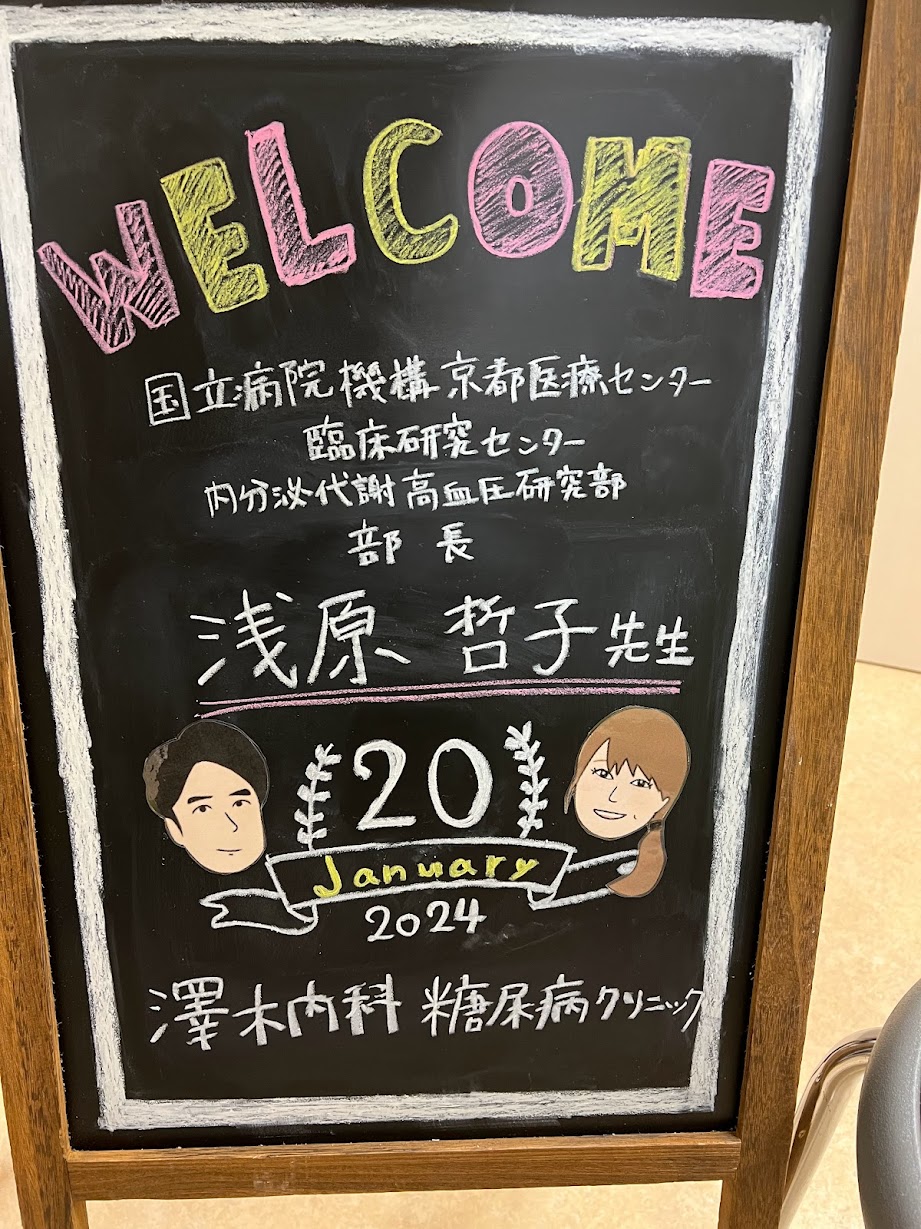 WELCOME
国立病院機構京都医療センター
臨床研究センター
内分泌代謝高血圧研究部
部長
浅原 哲子先生
20
January
2024
澤木内科 糖尿病クリニック